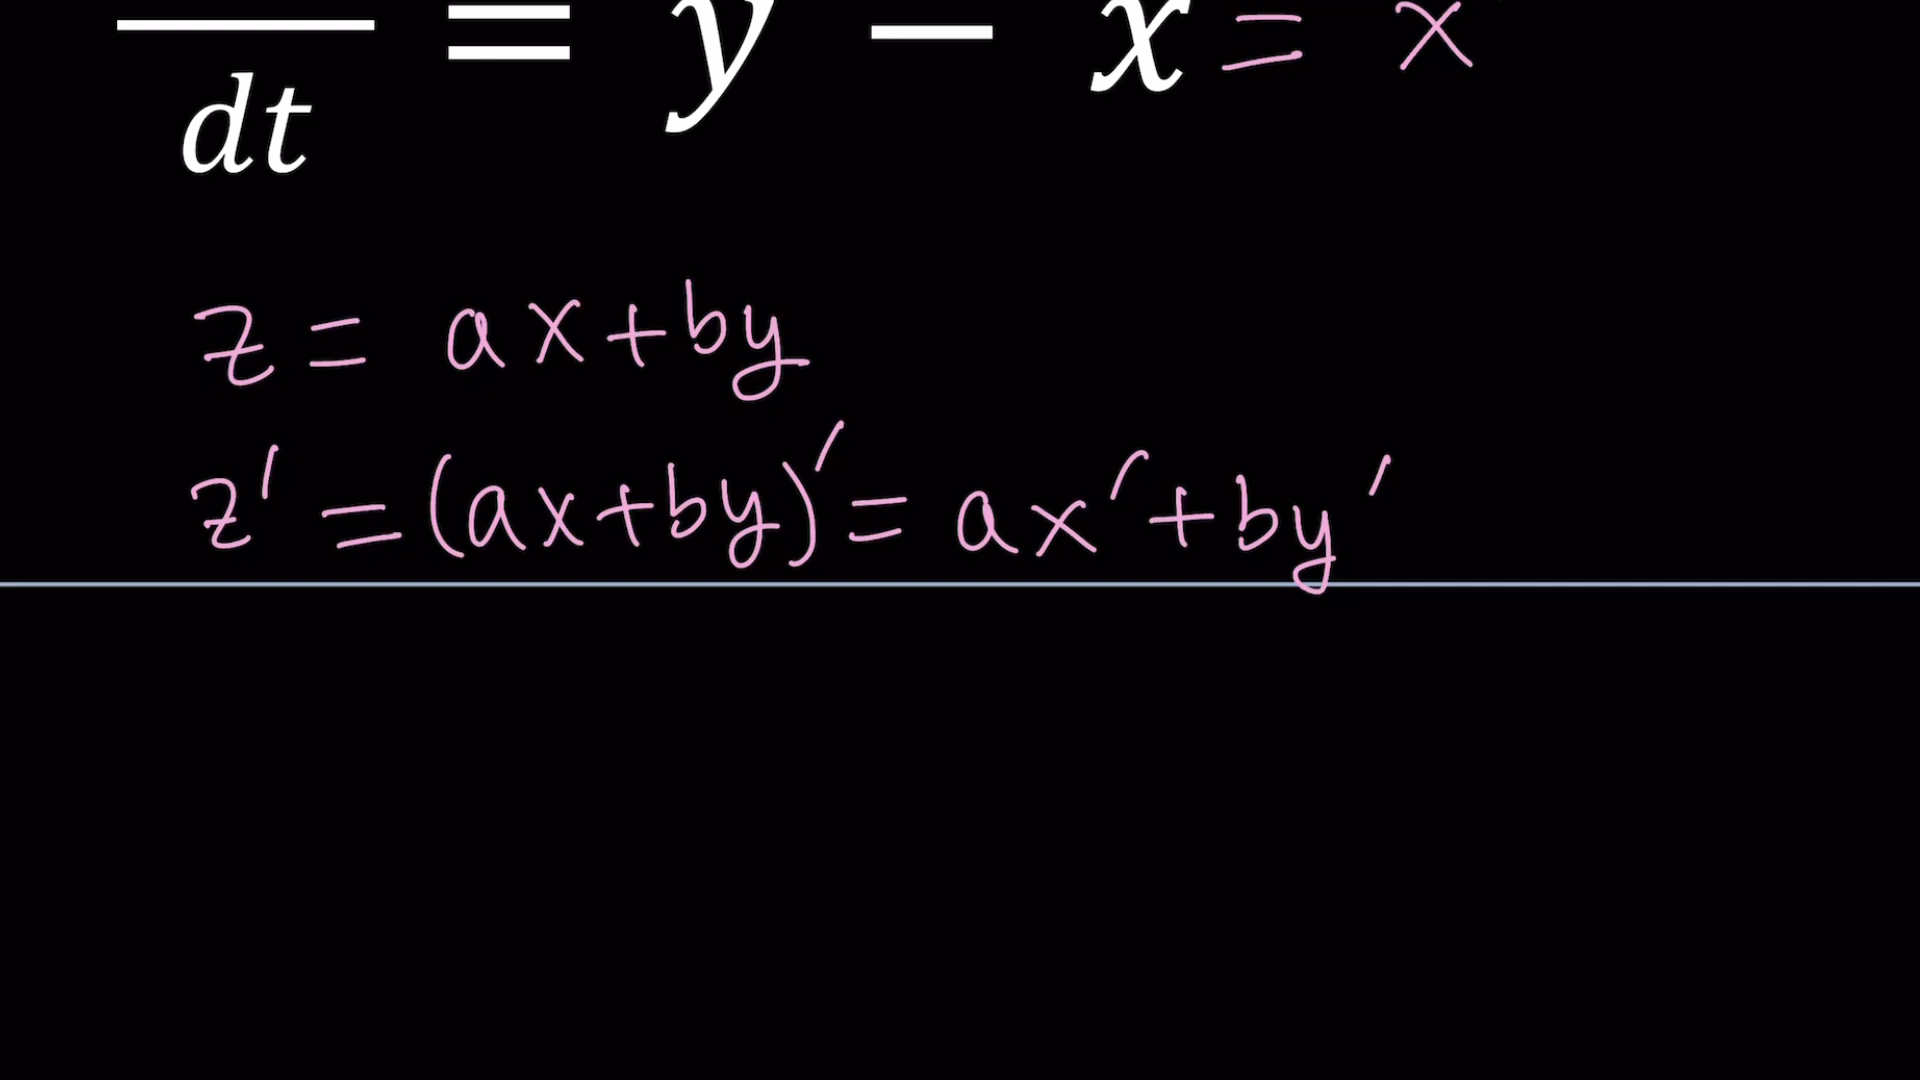 dt = y − x = x
z = ax+by
z' = (ax+by)' = ax'+by'